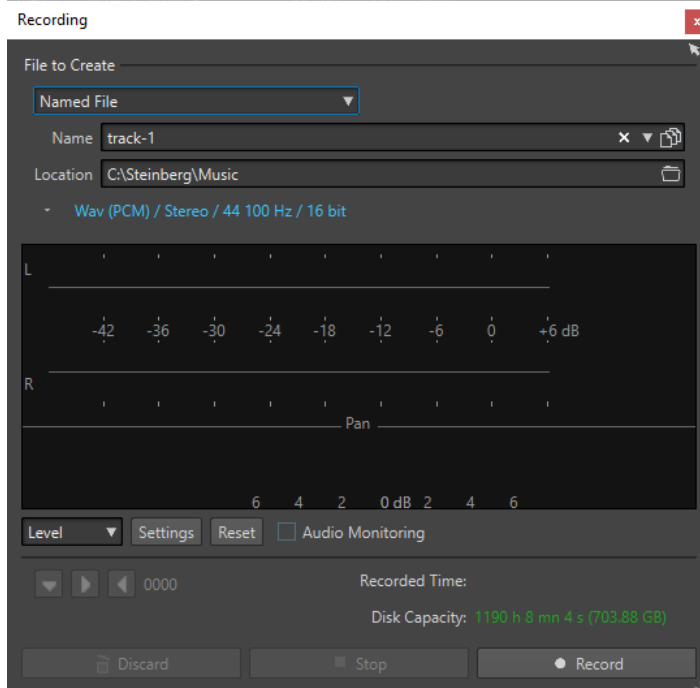 Recording
x
File to Create
Named File
Name track-1
Location C:\Steinberg\Music
Wav (PCM) / Stereo / 44 100 Hz / 16 bit
L
-42 -36 -30 -24 -18 -12 -6 0 +6 dB
R
Pan
6 4 2 0 dB 2 4 6
Level Settings Reset Audio Monitoring
0000 Recorded Time:
Disk Capacity: 1190 h 8 mn 4 s (703.88 GB)
Discard Stop Record